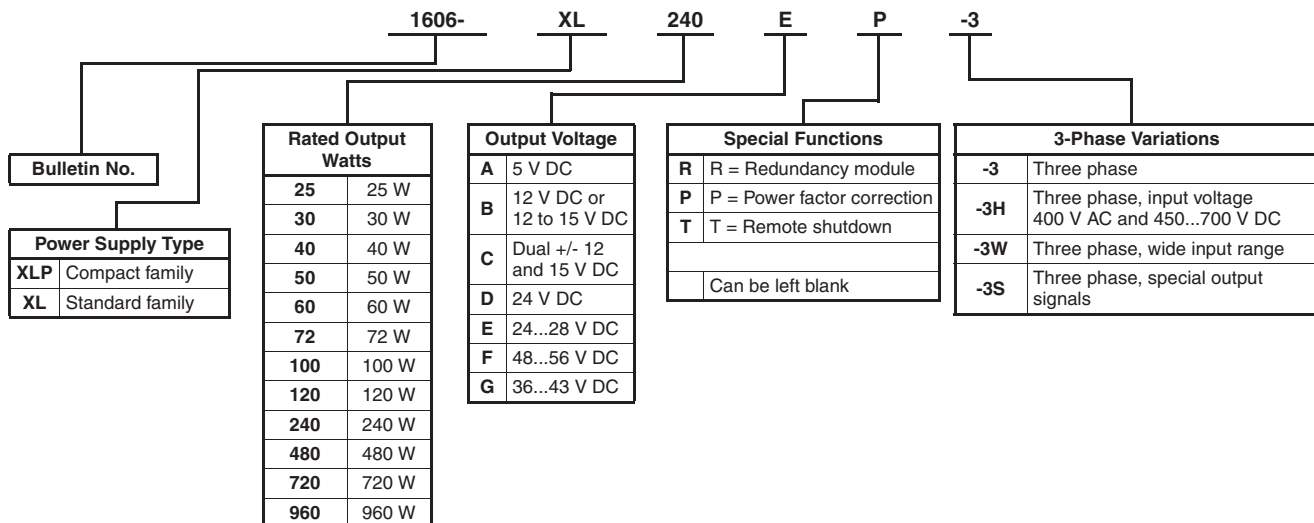 1606- XL 240 E P -3
Bulletin No.
Power Supply Type
XLP Compact family
XL Standard family
Rated Output
Watts
25 25 W
30 30 W
40 40 W
50 50 W
60 60 W
72 72 W
100 100 W
120 120 W
240 240 W
480 480 W
720 720 W
960 960 W
Output Voltage
A 5 V DC
B 12 V DC or
12 to 15 V DC
C Dual +/- 12
and 15 V DC
D 24 V DC
E 24...28 V DC
F 48...56 V DC
G 36...43 V DC
Special Functions
R R = Redundancy module
P P = Power factor correction
T T = Remote shutdown
Can be left blank
3-Phase Variations
-3 Three phase
-3H Three phase, input voltage
400 V AC and 450...700 V DC
-3W Three phase, wide input range
-3S Three phase, special output
signals